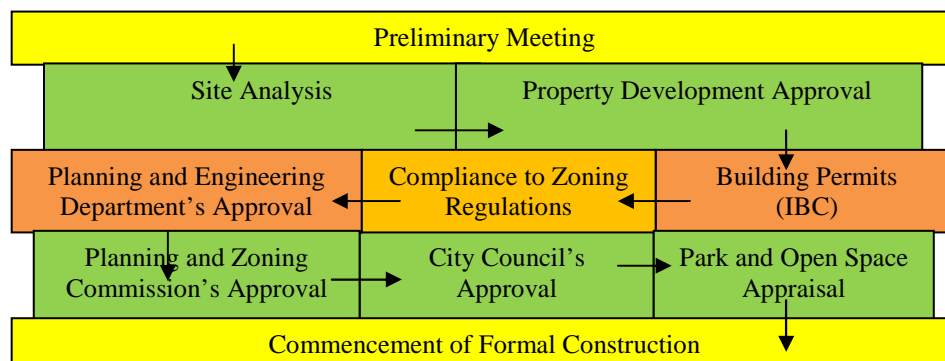 Preliminary Meeting
Site Analysis
Property Development Approval
Planning and Engineering
Department's Approval
Compliance to Zoning
Regulations
Building Permits
(IBC)
Planning and Zoning
Commission's Approval
City Council's
Approval
Park and Open Space
Appraisal
Commencement of Formal Construction